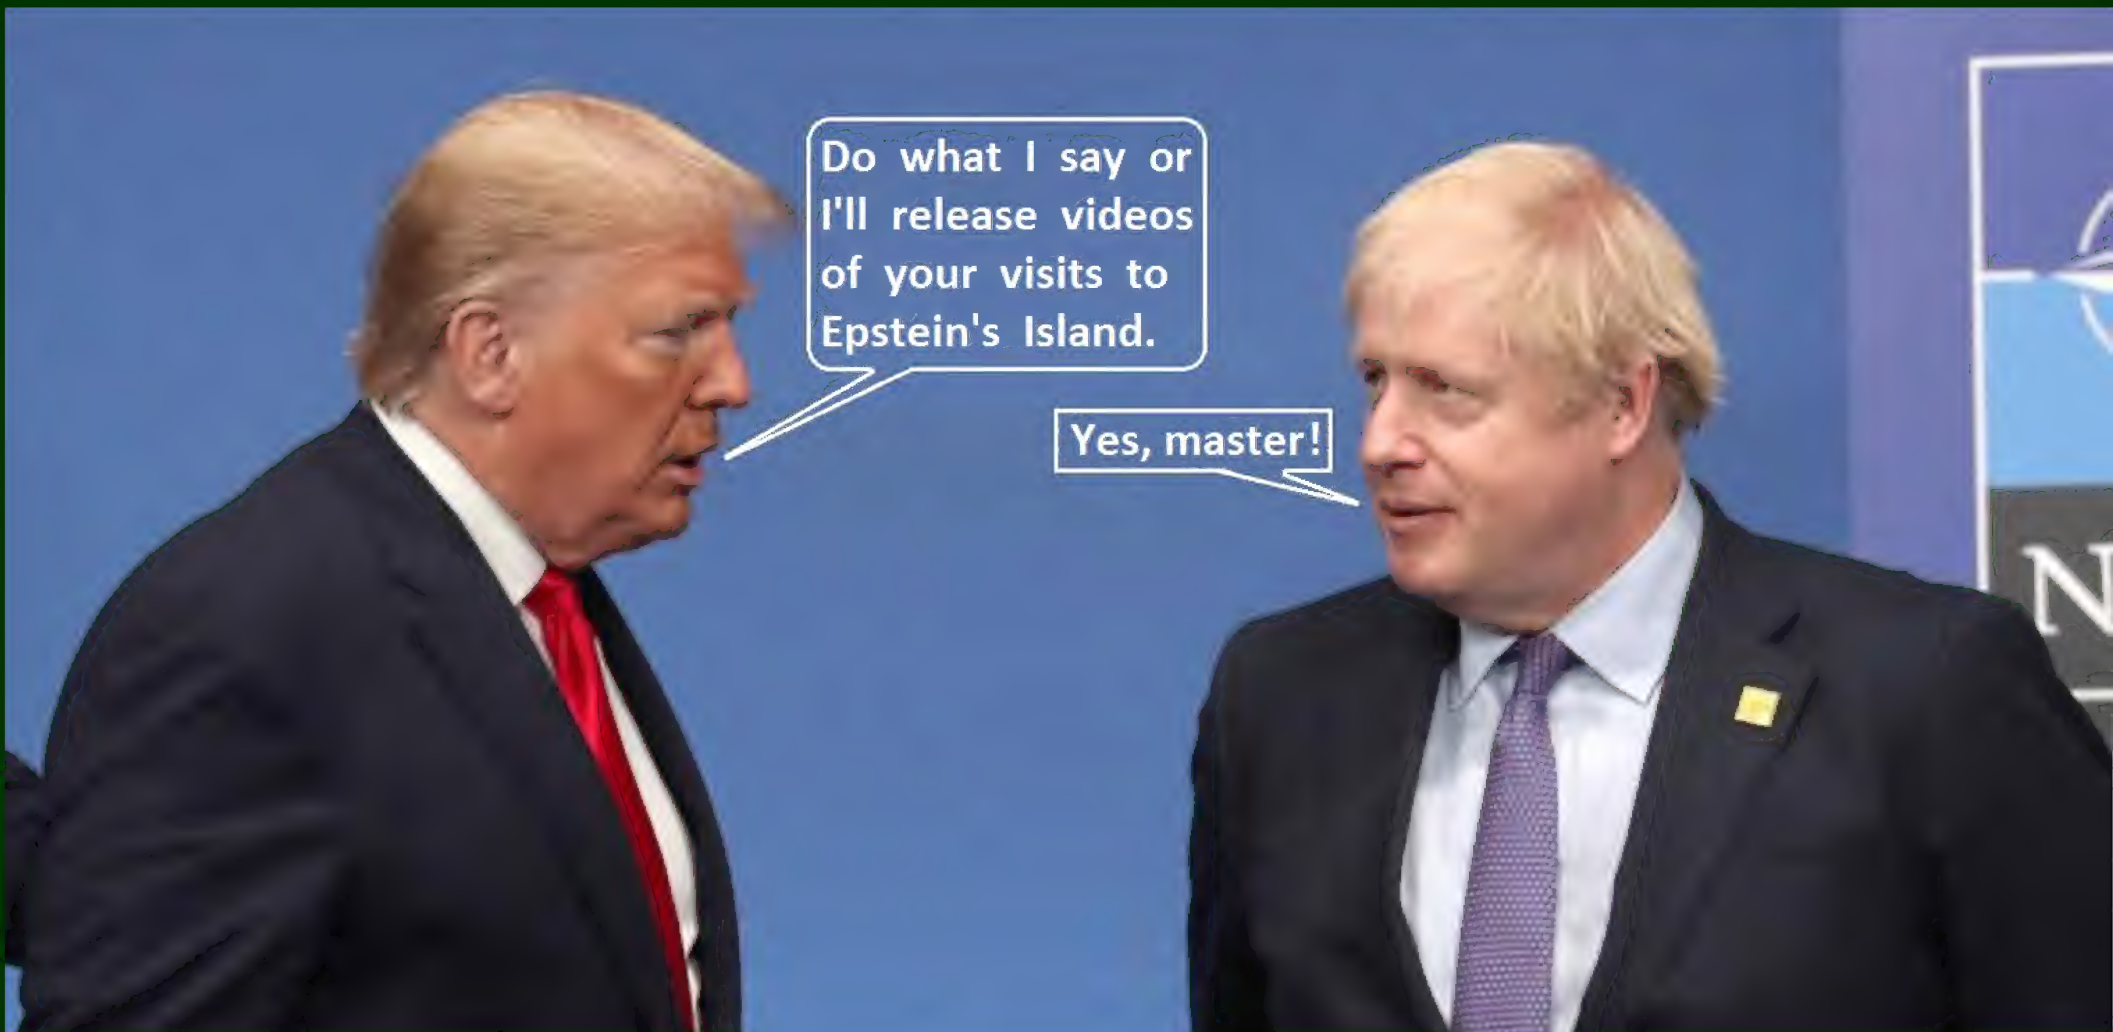 Do what I say or
I'll release videos
of your visits to
Epstein's Island.
Yes, master!
N